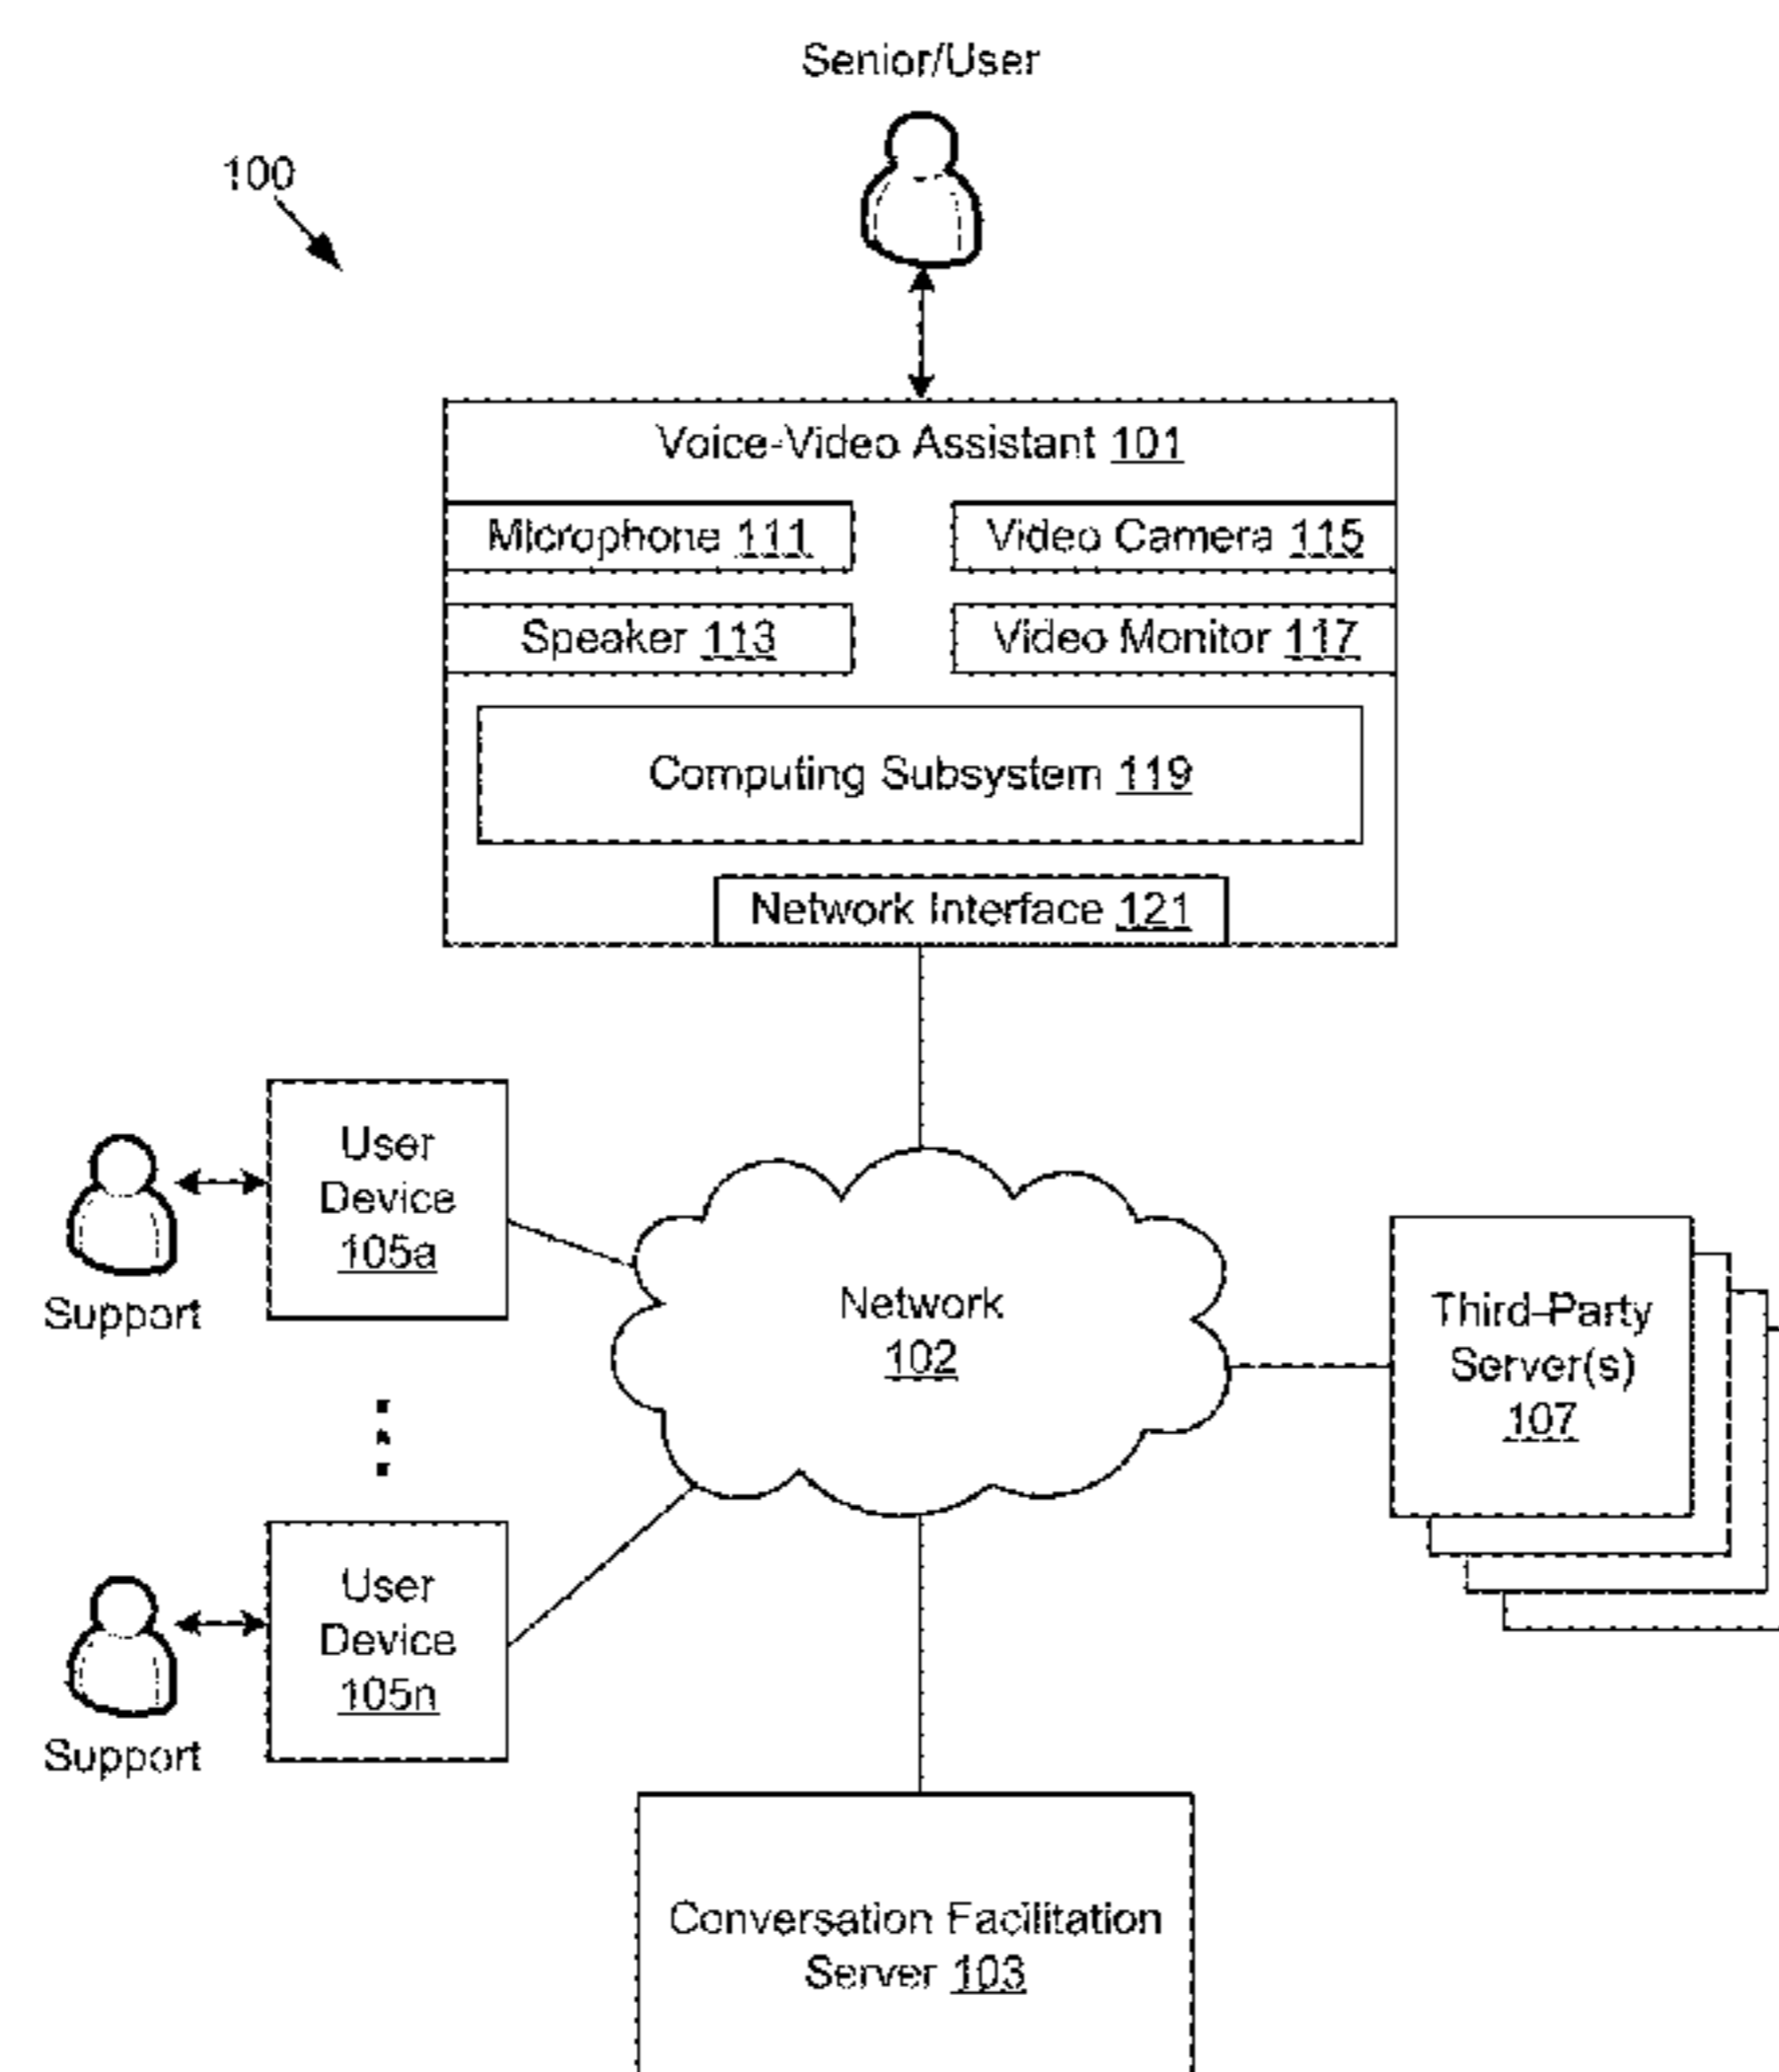 Senior/User
100
Voice-Video Assistant 101
Microphone 111
Video Camera 115
Speaker 113
Video Monitor 117
Computing Subsystem 119
Network Interface 121
User
Device
105a
Support
Network
102
Third-Party
Server(s)
107
User
Device
105n
Support
Conversation Facilitation
Server 103